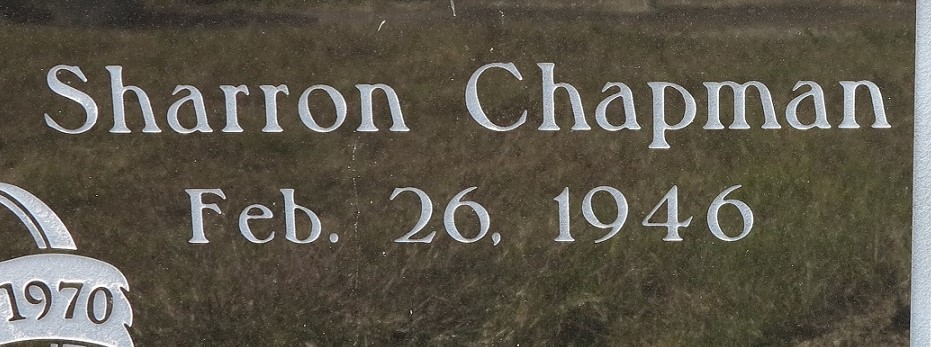 Sharron Chapman
Feb. 26, 1946
1970